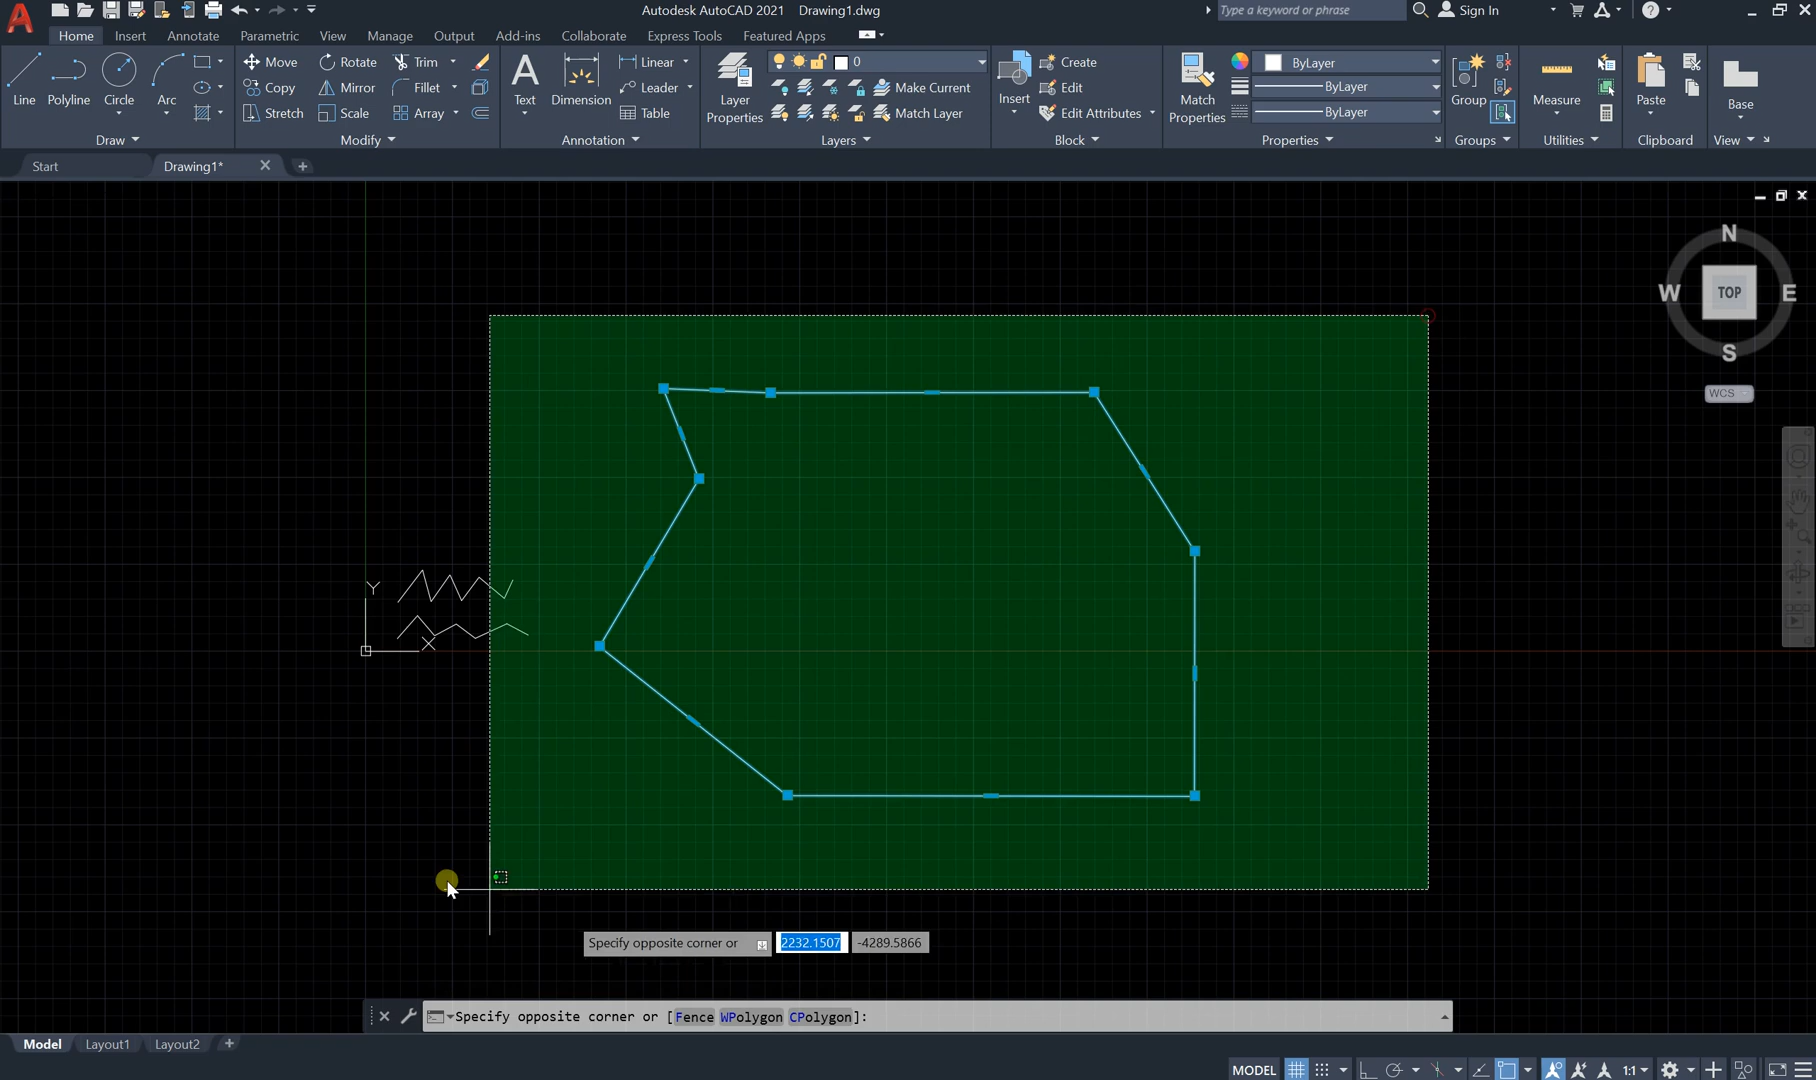 Autodesk AutoCAD 2021 Drawing1.dwg
Type a keyword or phrase
Sign In
Home Insert Annotate Parametric View Manage Output Add-ins Collaborate Express Tools Featured Apps
Line Polyline Circle Arc
Draw
Move Rotate Trim
Copy Mirror Fillet
Stretch Scale Array
Modify
Text Dimension
Linear
Leader
Table
Annotation
Layer Properties
0
Make Current
Match Layer
Layers
Insert
Create
Edit
Edit Attributes
Block
Match Properties
ByLayer
ByLayer
ByLayer
Properties
Group
Groups
Measure
Utilities
Paste
Clipboard
Base
View
Start Drawing1*
N
W TOP E
S
WCS
Y
X
Specify opposite corner or 2232.1507 -4289.5866
Specify opposite corner or [Fence WPolygon CPolygon]:
Model Layout1 Layout2
MODEL 1:1